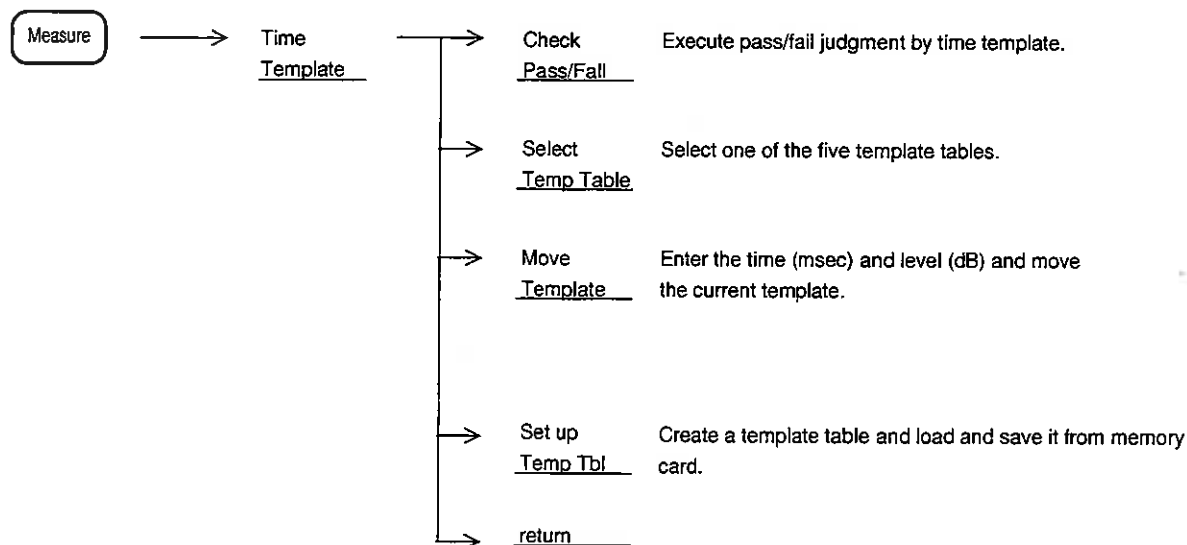 Measure
Time
Template
Check
Pass/Fall
Execute pass/fail judgment by time template.
Select
Temp Table
Select one of the five template tables.
Move
Template
Enter the time (msec) and level (dB) and move
the current template.
Set up
Temp Tbl
Create a template table and load and save it from memory
card.
return